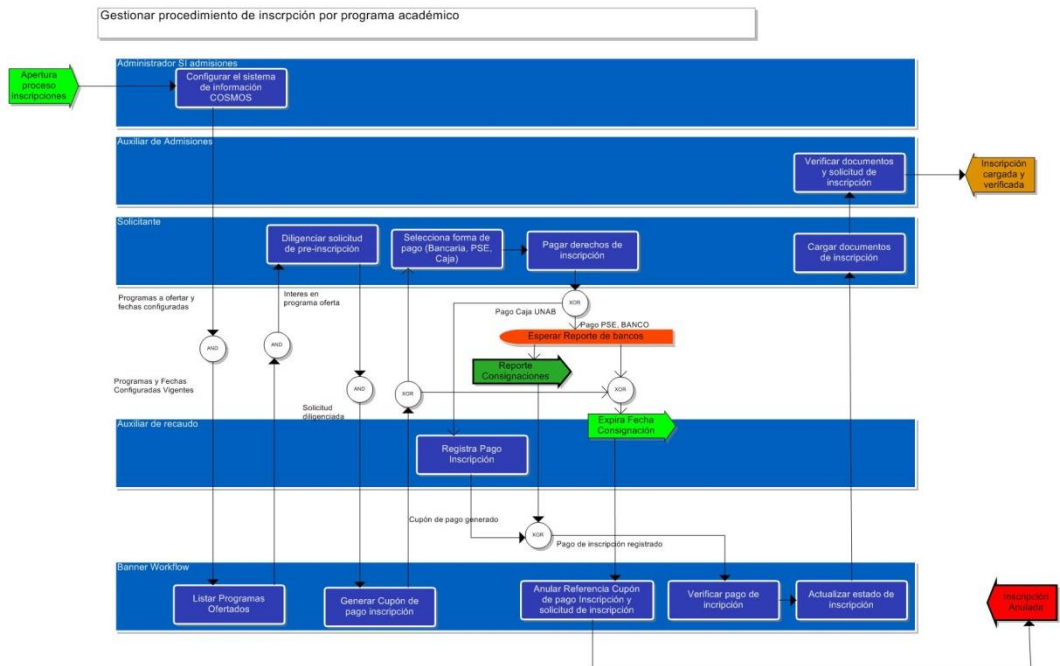 Gestionar procedimiento de inscrpción por programa académico
Administrador SI admisiones
Apertura
proceso
Inscripciones
Configurar el sistema
de información
COSMOS
Auxiliar de Admisiones
Verificar documentos
y solicitud de
inscripción
Inscripción
cargada y
verificada
Solicitante
Diligenciar solicitud
de pre-inscripción
Selecciona forma de
pago (Bancaria, PSE,
Caja)
Pagar derechos de
inscripción
Cargar documentos
de inscripción
Programas a ofertar y
fechas configuradas
Interes en
programa oferta
XOR
Pago Caja UNAB
Pago PSE, BANCO
Esperar Reporte de bancos
AND
AND
Reporte
Consignaciones
Programas y Fechas
Configuradas Vigentes
AND
XOR
XOR
Solicitud
diligenciada
Auxiliar de recaudo
Expira Fecha
Consignación
Registra Pago
Inscripción
Cupón de pago generado
XOR
Pago de inscripción registrado
Banner Workflow
Listar Programas
Ofertados
Generar Cupón de
pago inscripción
Anular Referencia Cupón
de pago Inscripción y
solicitud de inscripción
Verificar pago de
incripción
Actualizar estado de
inscripción
Inscripción
Anulada